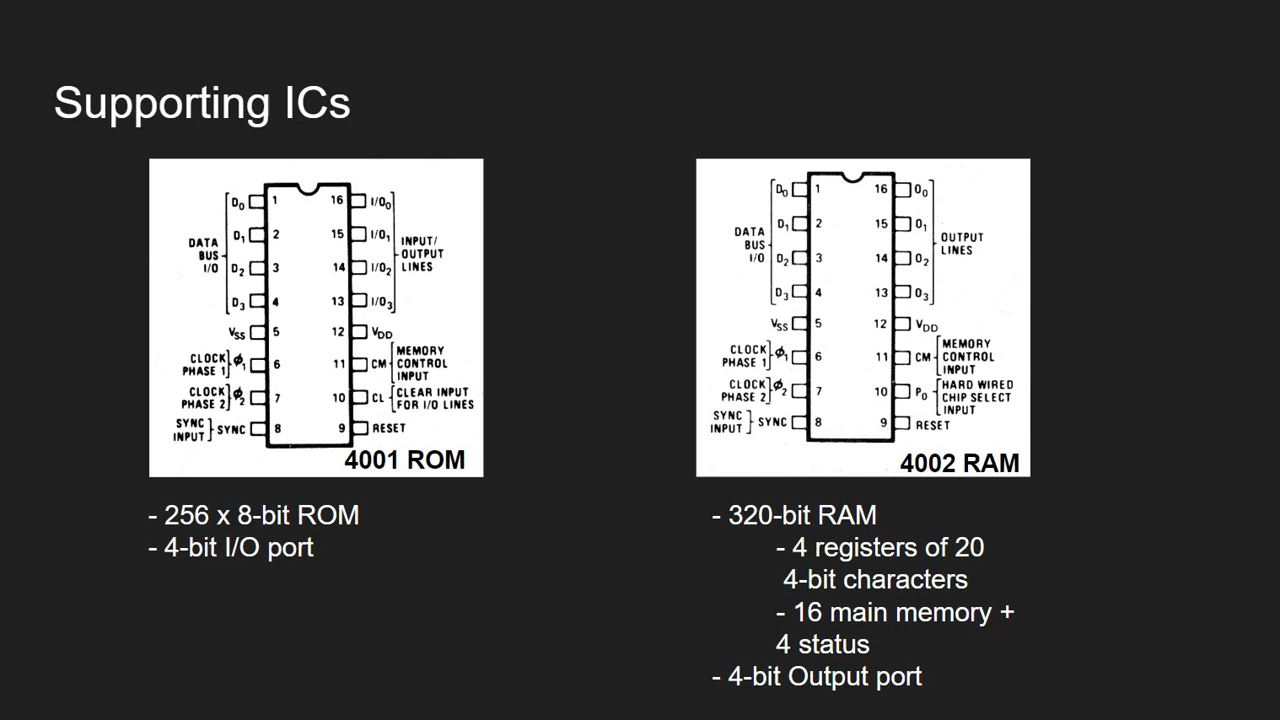 Supporting ICs
D0 1 16 I/O0
D1 2 15 I/O1
DATA BUS I/O
INPUT/ OUTPUT LINES
D2 3 14 I/O2
D3 4 13 I/O3
VSS 5 12 VDD
CLOCK PHASE 1 ϕ1 6 11 CM MEMORY CONTROL INPUT
CLOCK PHASE 2 ϕ2 7 10 CL CLEAR INPUT FOR I/O LINES
SYNC INPUT SYNC 8 9 RESET
4001 ROM
- 256 x 8-bit ROM
- 4-bit I/O port
D0 1 16 O0
D1 2 15 O1
DATA BUS I/O
OUTPUT LINES
D2 3 14 O2
D3 4 13 O3
VSS 5 12 VDD
CLOCK PHASE 1 ϕ1 6 11 CM MEMORY CONTROL INPUT
CLOCK PHASE 2 ϕ2 7 10 P0 HARD WIRED CHIP SELECT INPUT
SYNC INPUT SYNC 8 9 RESET
4002 RAM
- 320-bit RAM
- 4 registers of 20
4-bit characters
- 16 main memory +
4 status
- 4-bit Output port